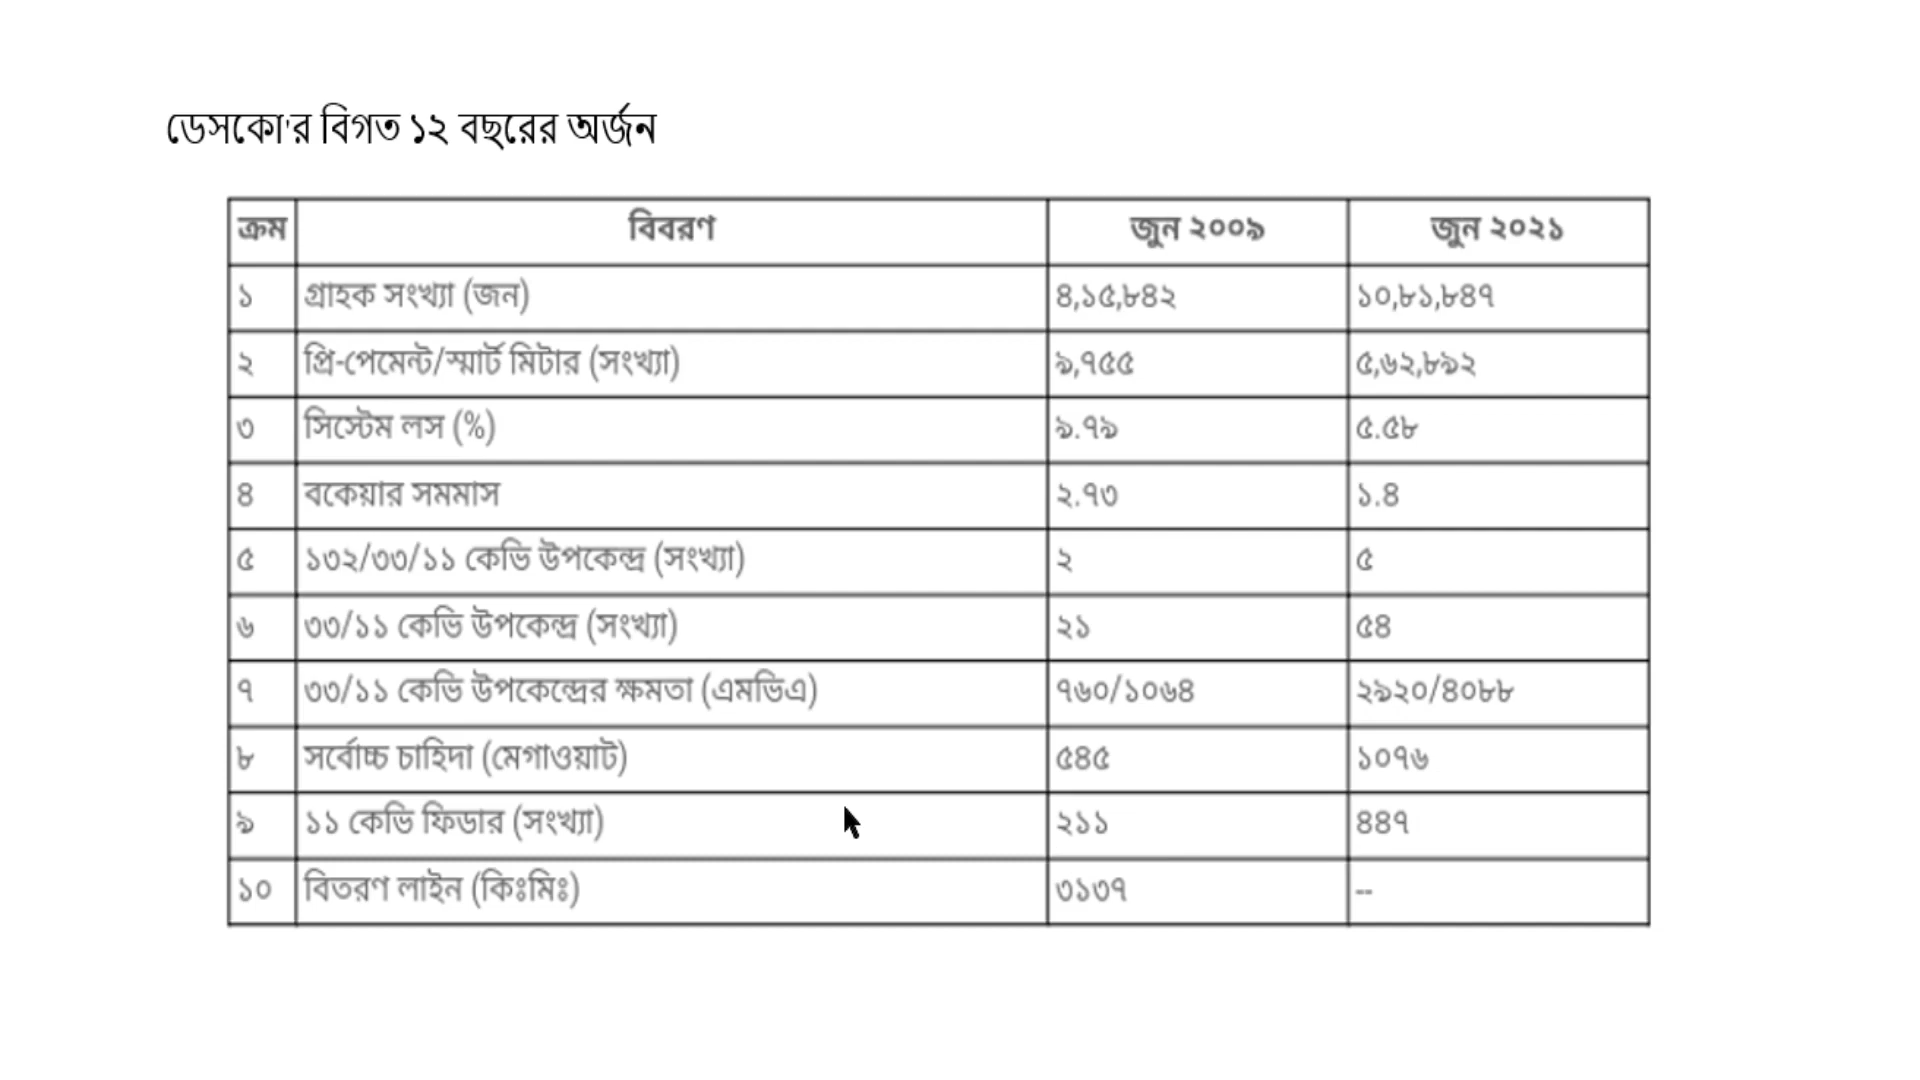 ডেসকো'র বিগত ১২ বছরের অর্জন
ক্রম বিবরণ জুন ২০০৯ জুন ২০২১
১ গ্রাহক সংখ্যা (জন) ৪,১৫,৮৪২ ১০,৮১,৮৪৭
২ প্রি-পেমেন্ট/স্মার্ট মিটার (সংখ্যা) ৯,৭৫৫ ৫,৬২,৮৯২
৩ সিস্টেম লস (%) ৯.৭৯ ৫.৫৮
৪ বকেয়ার সমমাস ২.৭৩ ১.৪
৫ ১৩২/৩৩/১১ কেভি উপকেন্দ্র (সংখ্যা) ২ ৫
৬ ৩৩/১১ কেভি উপকেন্দ্র (সংখ্যা) ২১ ৫৪
৭ ৩৩/১১ কেভি উপকেন্দ্রের ক্ষমতা (এমভিএ) ৭৬০/১০৬৪ ২৯২০/৪০৮৮
৮ সর্বোচ্চ চাহিদা (মেগাওয়াট) ৫৪৫ ১০৭৬
৯ ১১ কেভি ফিডার (সংখ্যা) ২১১ ৪৪৭
১০ বিতরণ লাইন (কিঃমিঃ) ৩১৩৭ --